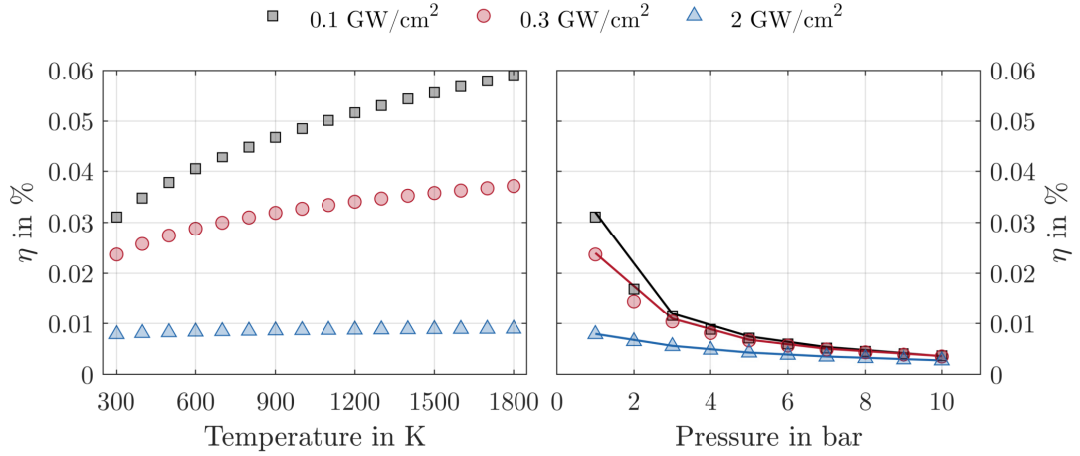 0.1 GW/cm² 0.3 GW/cm² 2 GW/cm²
0.06 0.06
0.05 0.05
0.04 0.04
0.03 0.03
0.02 0.02
0.01 0.01
0 0
η in % η in %
300 600 900 1200 1500 1800 0 2 4 6 8 10
Temperature in K Pressure in bar